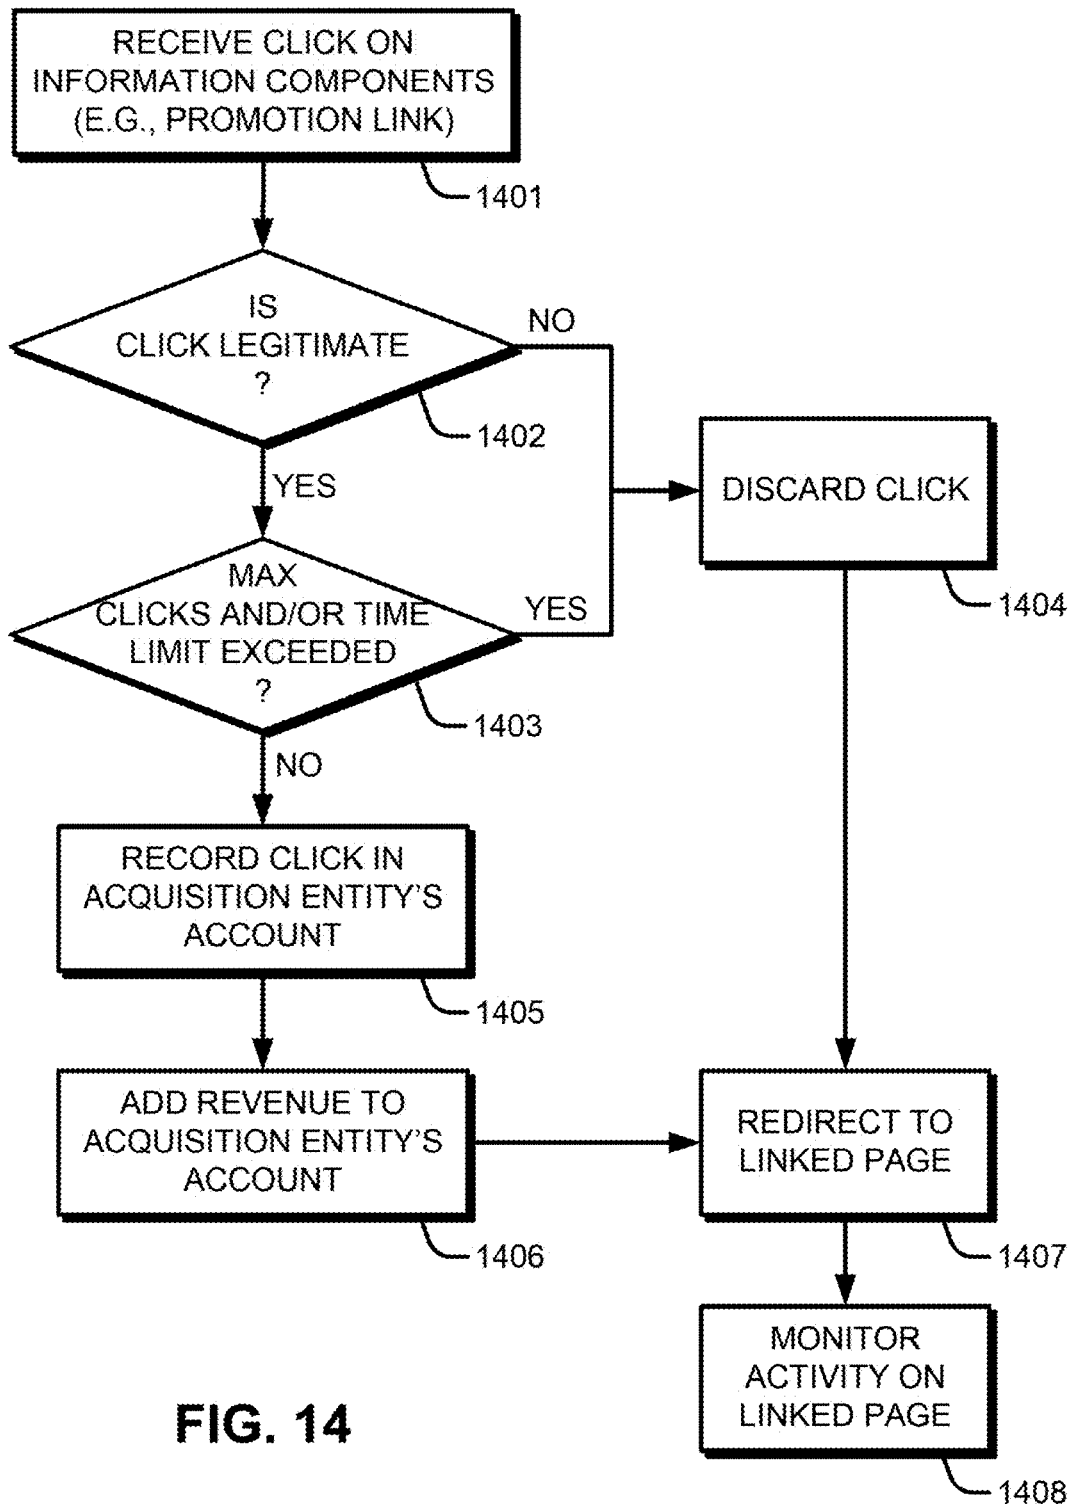 RECEIVE CLICK ON
INFORMATION COMPONENTS
(E.G., PROMOTION LINK)
1401
IS
CLICK LEGITIMATE
?
NO
1402
YES
DISCARD CLICK
1404
MAX
CLICKS AND/OR TIME
LIMIT EXCEEDED
?
YES
1403
NO
RECORD CLICK IN
ACQUISITION ENTITY'S
ACCOUNT
1405
ADD REVENUE TO
ACQUISITION ENTITY'S
ACCOUNT
1406
REDIRECT TO
LINKED PAGE
1407
MONITOR
ACTIVITY ON
LINKED PAGE
1408
FIG. 14